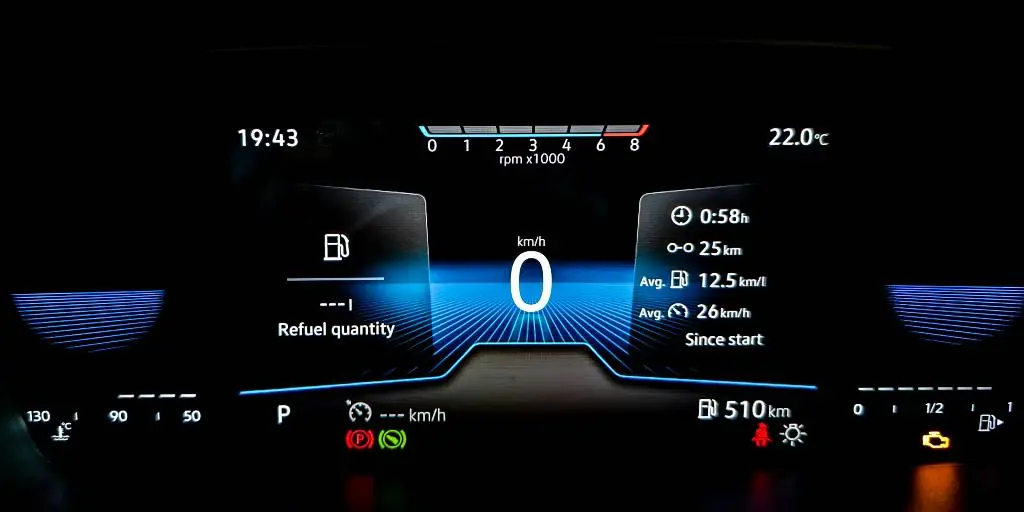 19:43
0 1 2 3 4 6 8
rpm x1000
22.0°C
km/h
0
--- l
Refuel quantity
0:58h
25km
Avg. 12.5km/l
Avg. 26km/h
Since start
130 90 50
°C
P
--- km/h
P
510km
0 1/2 1